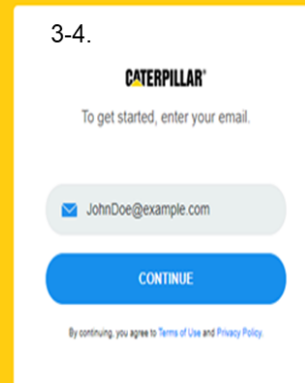 3-4.
CATERPILLAR®
To get started, enter your email.
JohnDoe@example.com
CONTINUE
By continuing, you agree to Terms of Use and Privacy Policy.